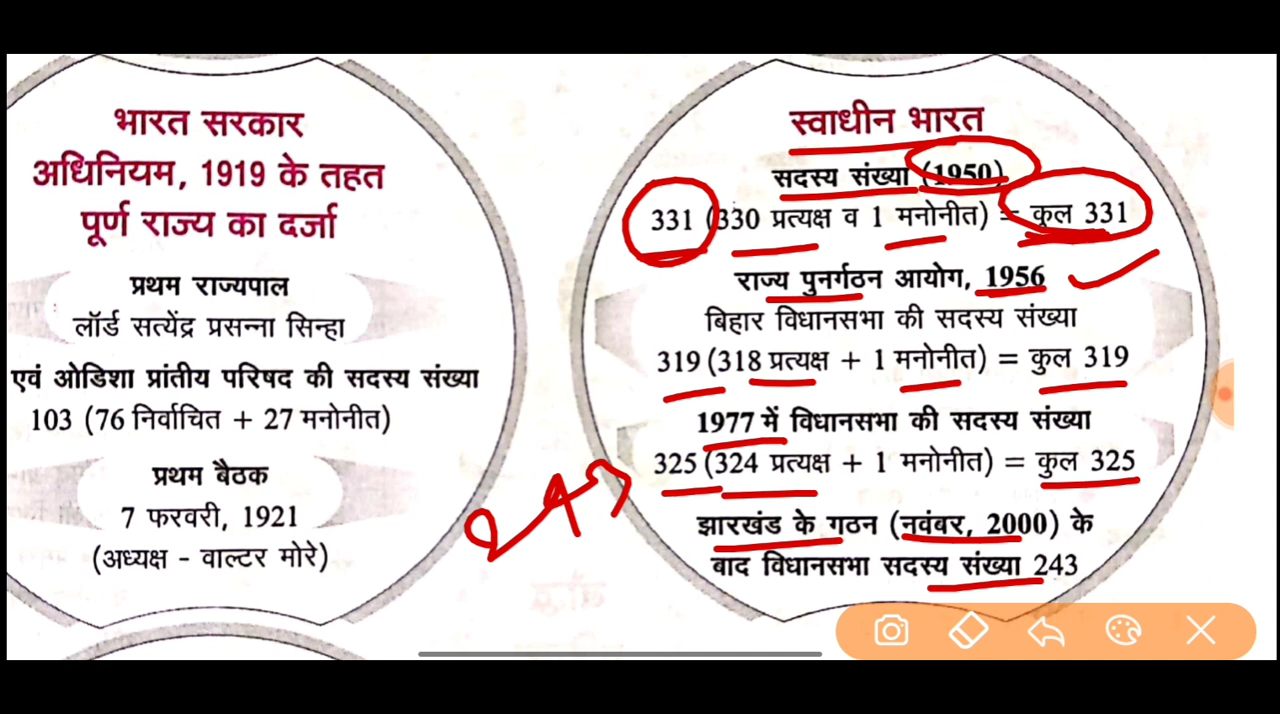 भारत सरकार
अधिनियम, 1919 के तहत
पूर्ण राज्य का दर्जा
प्रथम राज्यपाल
लॉर्ड सत्येंद्र प्रसन्ना सिन्हा
एवं ओडिशा प्रांतीय परिषद की सदस्य संख्या
103 (76 निर्वाचित + 27 मनोनीत)
प्रथम बैठक
7 फरवरी, 1921
(अध्यक्ष - वाल्टर मोरे)
स्वाधीन भारत
सदस्य संख्या (1950)
331 (330 प्रत्यक्ष व 1 मनोनीत) = कुल 331
राज्य पुनर्गठन आयोग, 1956
बिहार विधानसभा की सदस्य संख्या
319 (318 प्रत्यक्ष + 1 मनोनीत) = कुल 319
1977 में विधानसभा की सदस्य संख्या
325 (324 प्रत्यक्ष + 1 मनोनीत) = कुल 325
झारखंड के गठन (नवंबर, 2000) के
बाद विधानसभा सदस्य संख्या 243
243